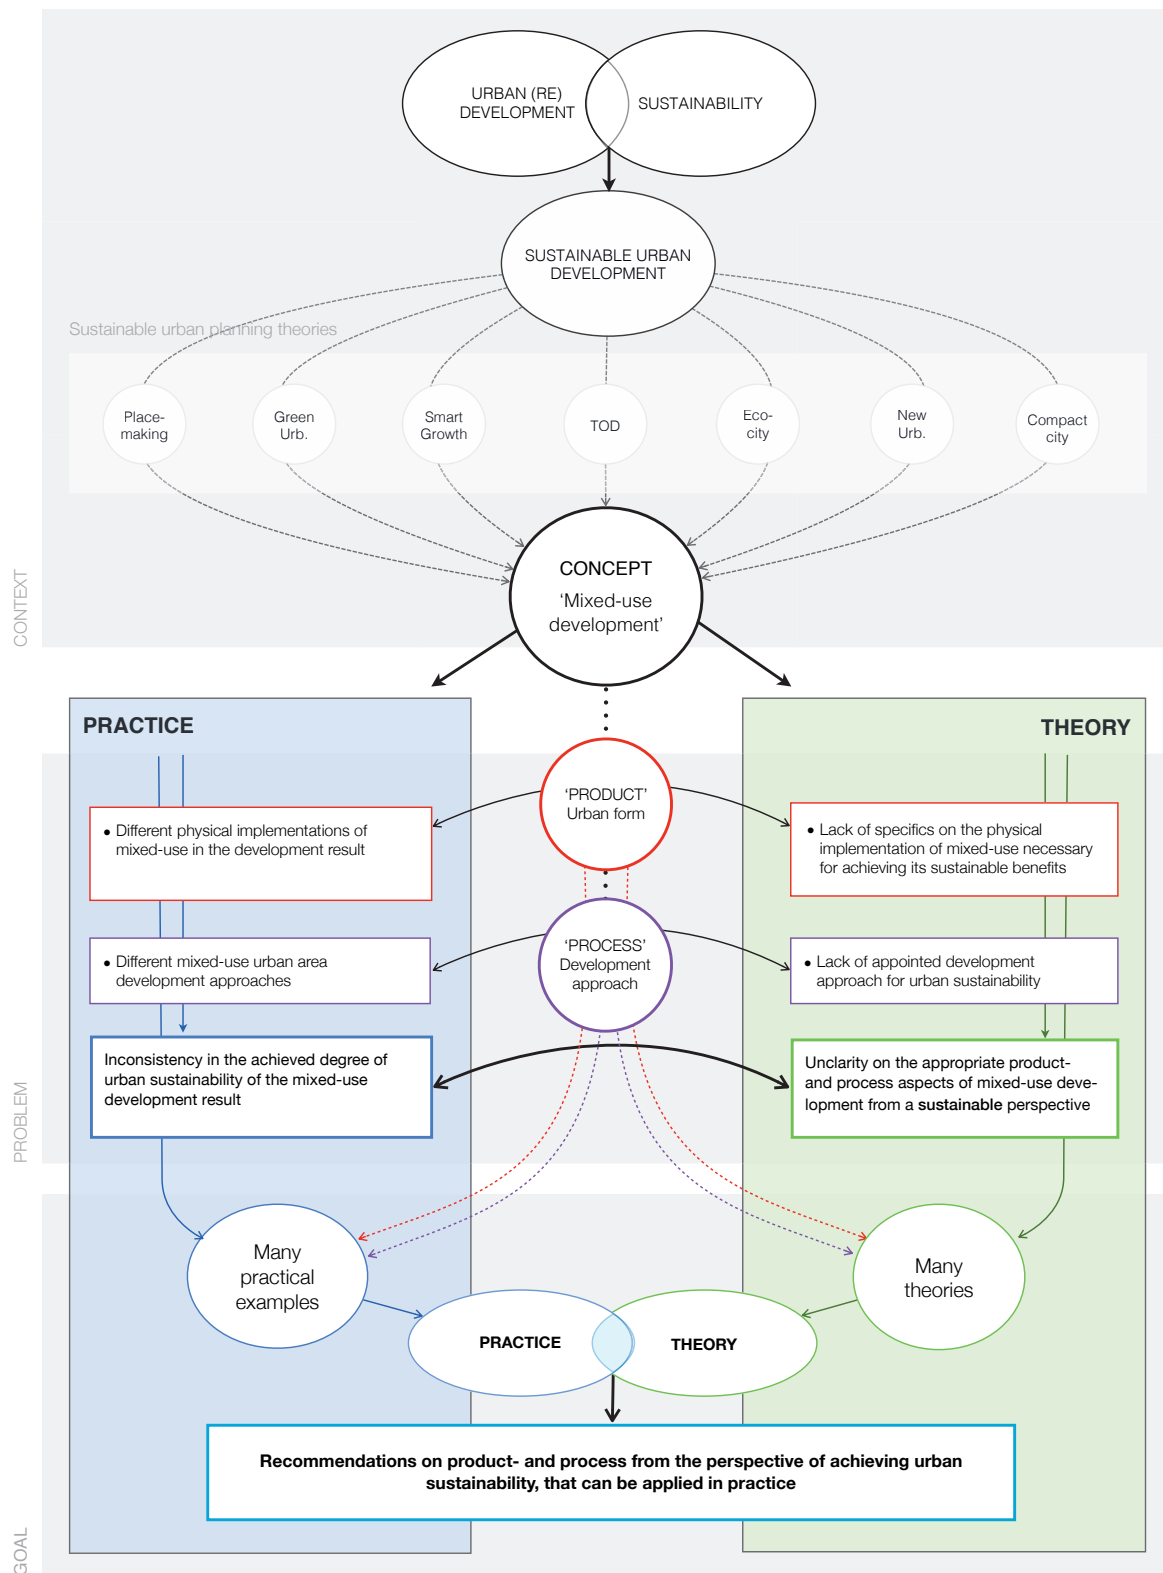 URBAN (RE)
DEVELOPMENT
SUSTAINABILITY
SUSTAINABLE URBAN
DEVELOPMENT
Sustainable urban planning theories
Place-
making
Green
Urb.
Smart
Growth
TOD
Eco-
city
New
Urb.
Compact
city
CONCEPT
‘Mixed-use
development’
CONTEXT
PRACTICE
THEORY
‘PRODUCT’
Urban form
• Different physical implementations of
mixed-use in the development result
• Lack of specifics on the physical
implementation of mixed-use necessary
for achieving its sustainable benefits
‘PROCESS’
Development
approach
• Different mixed-use urban area
development approaches
• Lack of appointed development
approach for urban sustainability
Inconsistency in the achieved degree of
urban sustainability of the mixed-use
development result
Unclarity on the appropriate product-
and process aspects of mixed-use deve-
lopment from a sustainable perspective
PROBLEM
Many
practical
examples
Many
theories
PRACTICE
THEORY
Recommendations on product- and process from the perspective of achieving urban
sustainability, that can be applied in practice
GOAL